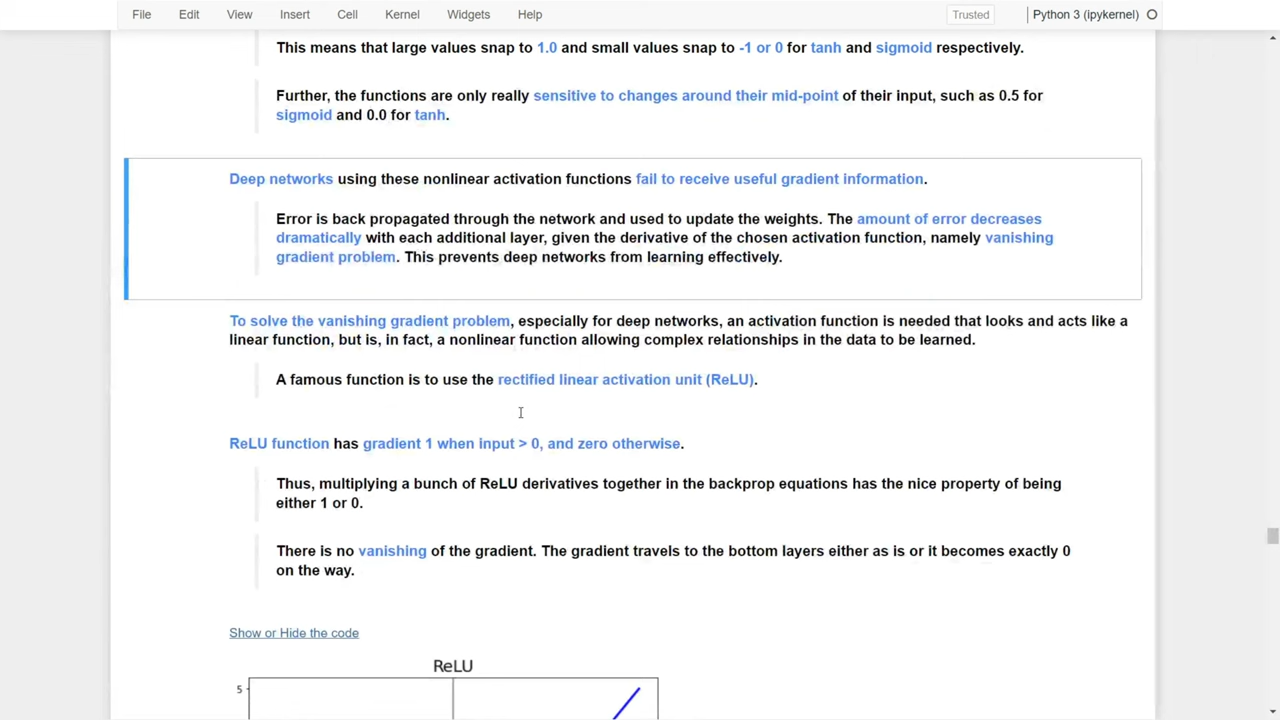 File Edit View Insert Cell Kernel Widgets Help Trusted Python 3 (ipykernel)
This means that large values snap to 1.0 and small values snap to -1 or 0 for tanh and sigmoid respectively.
Further, the functions are only really sensitive to changes around their mid-point of their input, such as 0.5 for
sigmoid and 0.0 for tanh.
Deep networks using these nonlinear activation functions fail to receive useful gradient information.
Error is back propagated through the network and used to update the weights. The amount of error decreases
dramatically with each additional layer, given the derivative of the chosen activation function, namely vanishing
gradient problem. This prevents deep networks from learning effectively.
To solve the vanishing gradient problem, especially for deep networks, an activation function is needed that looks and acts like a
linear function, but is, in fact, a nonlinear function allowing complex relationships in the data to be learned.
A famous function is to use the rectified linear activation unit (ReLU).
ReLU function has gradient 1 when input > 0, and zero otherwise.
Thus, multiplying a bunch of ReLU derivatives together in the backprop equations has the nice property of being
either 1 or 0.
There is no vanishing of the gradient. The gradient travels to the bottom layers either as is or it becomes exactly 0
on the way.
Show or Hide the code
ReLU
5